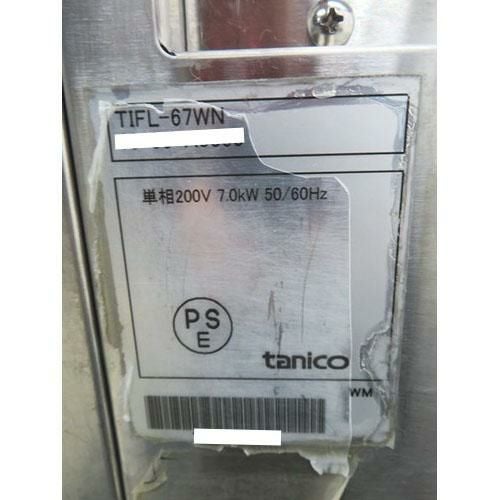 TIFL-67WN
単相200V 7.0kW 50/60Hz
PS
E
tanico
WM